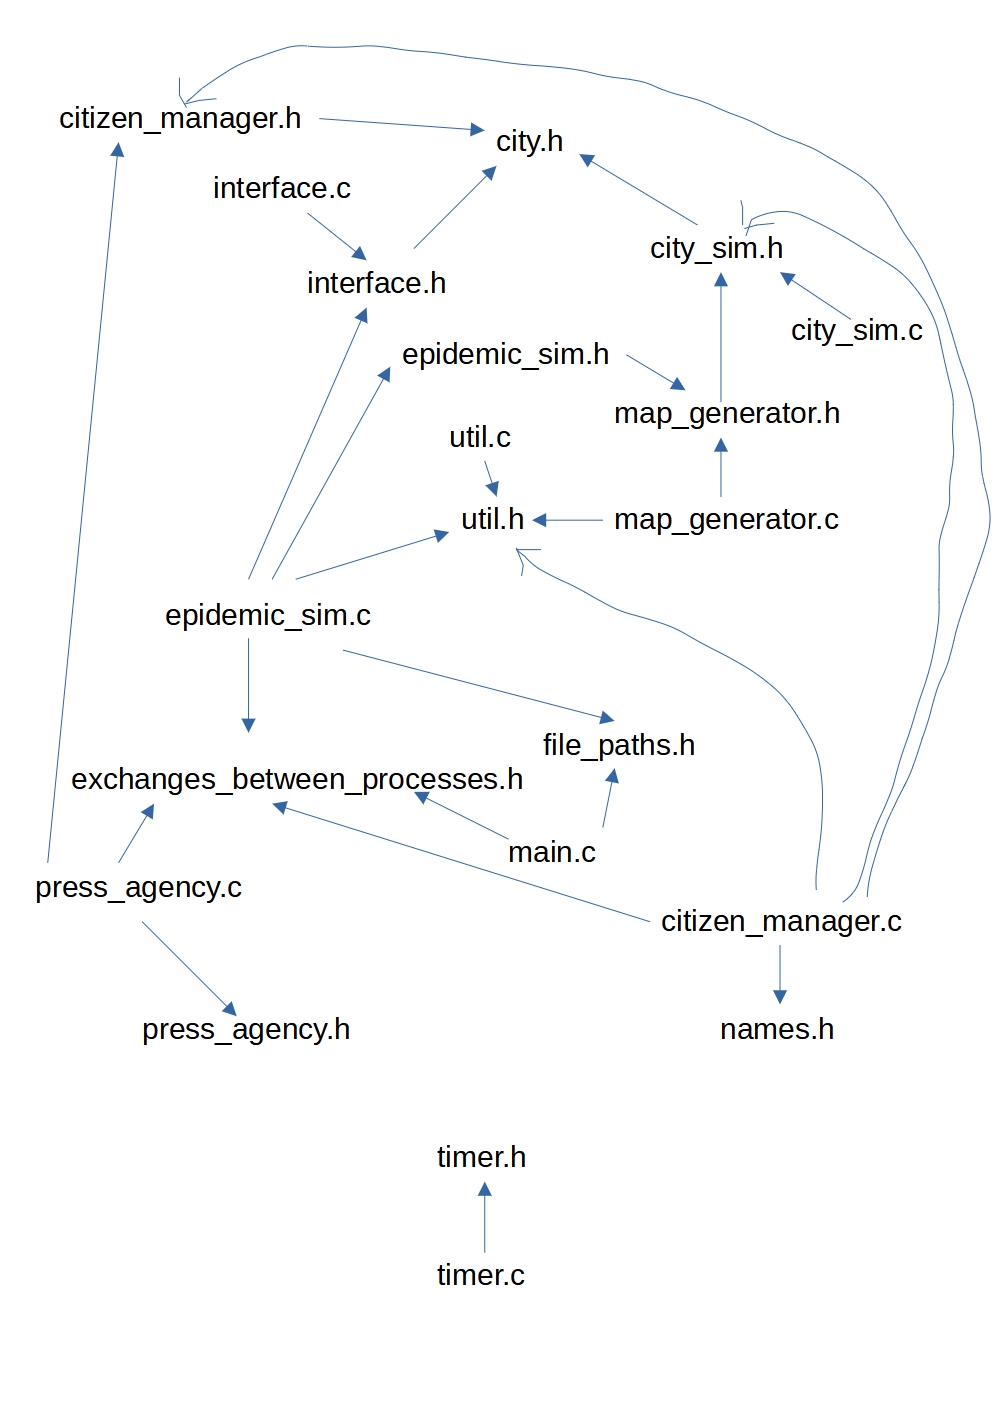 citizen_manager.h
city.h
interface.c
city_sim.h
interface.h
city_sim.c
epidemic_sim.h
map_generator.h
util.c
util.h
map_generator.c
epidemic_sim.c
file_paths.h
exchanges_between_processes.h
main.c
press_agency.c
citizen_manager.c
press_agency.h
names.h
timer.h
timer.c